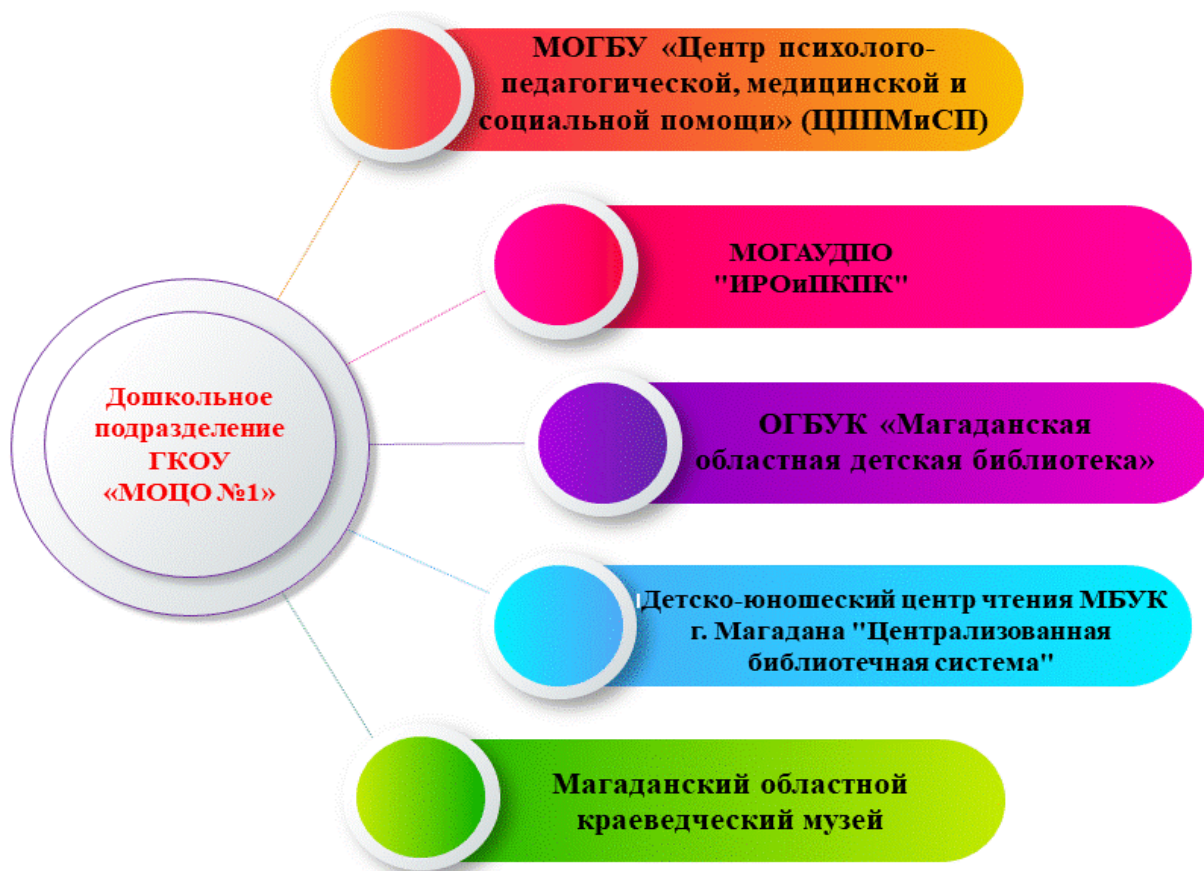 МОГБУ «Центр психолого-
педагогической, медицинской и
социальной помощи» (ЦППМиСП)
МОГАУДПО
"ИРОиПКПК"
Дошкольное
подразделение
ГКОУ
«МОЦО №1»
ОГБУК «Магаданская
областная детская библиотека»
Детско-юношеский центр чтения МБУК
г. Магадана "Централизованная
библиотечная система"
Магаданский областной
краеведческий музей